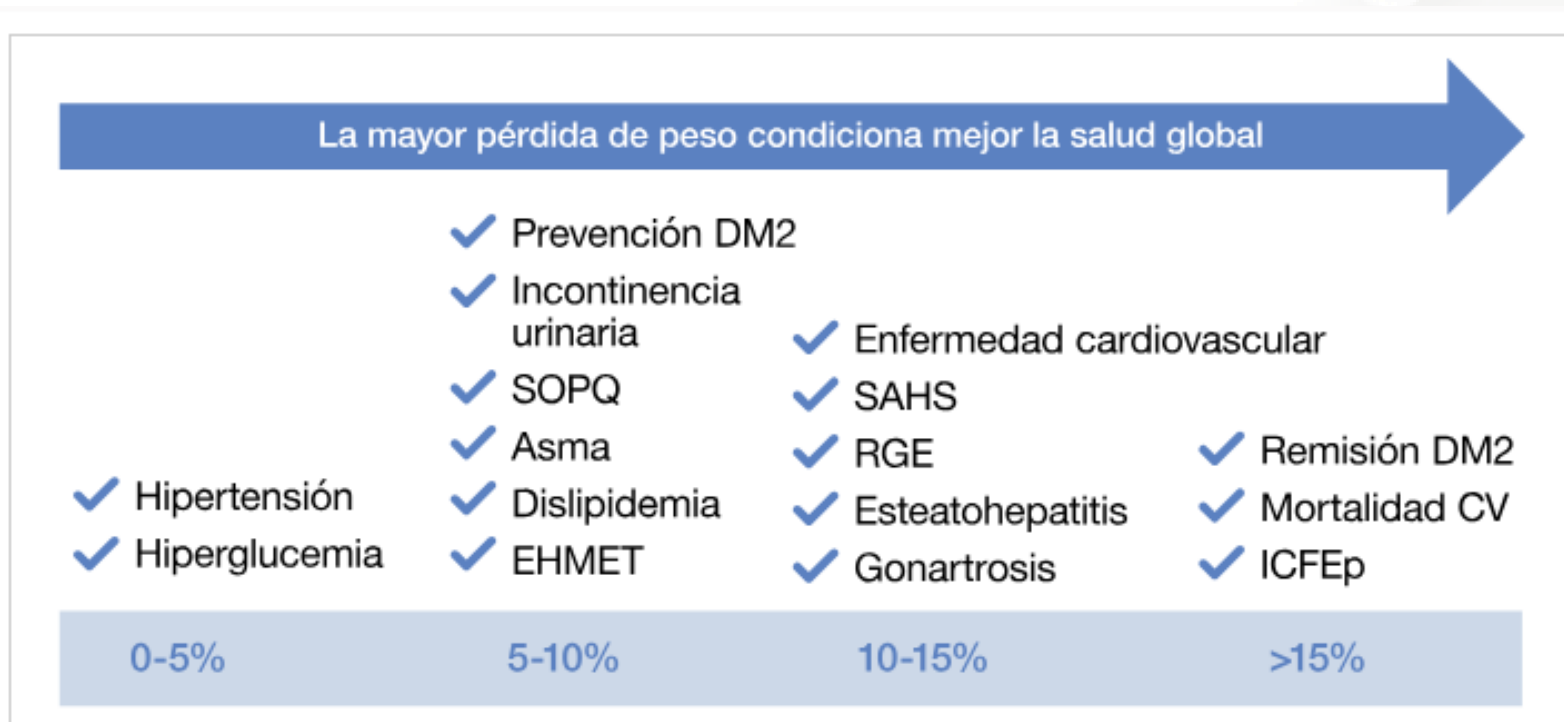 La mayor pérdida de peso condiciona mejor la salud global
Hipertensión
Hiperglucemia
Prevención DM2
Incontinencia
urinaria
SOPQ
Asma
Dislipidemia
EHMET
Enfermedad cardiovascular
SAHS
RGE
Esteatohepatitis
Gonartrosis
Remisión DM2
Mortalidad CV
ICFEp
0-5%
5-10%
10-15%
>15%